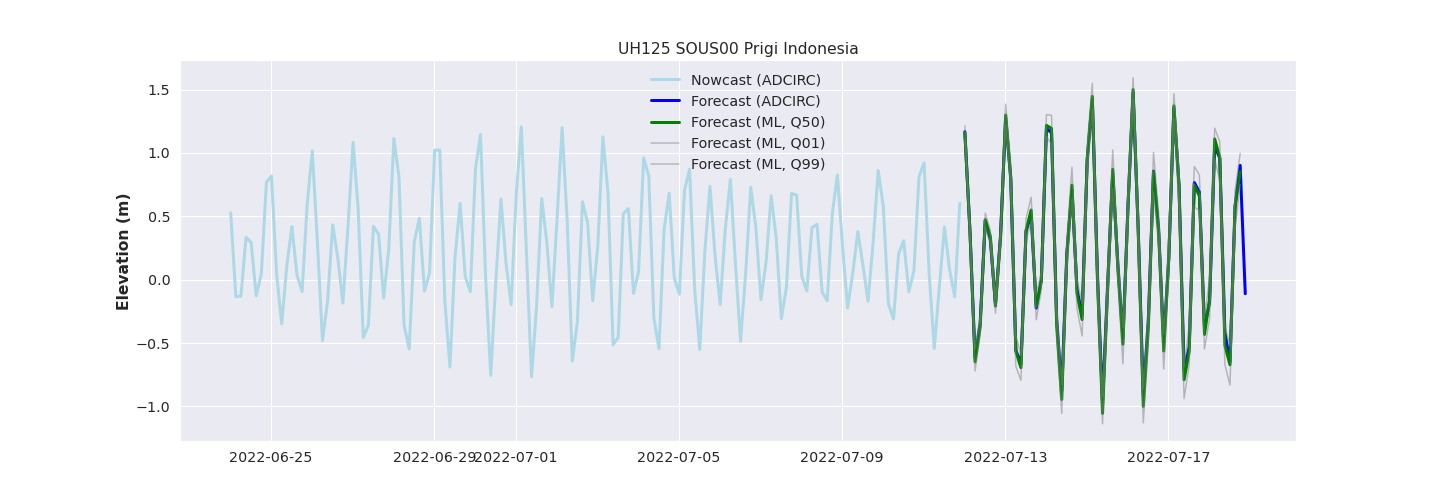 UH125 SOUS00 Prigi Indonesia
Nowcast (ADCIRC)
Forecast (ADCIRC)
Forecast (ML, Q50)
Forecast (ML, Q01)
Forecast (ML, Q99)
Elevation (m)
1.5
1.0
0.5
0.0
−0.5
−1.0
2022-06-25 2022-06-29 2022-07-01 2022-07-05 2022-07-09 2022-07-13 2022-07-17